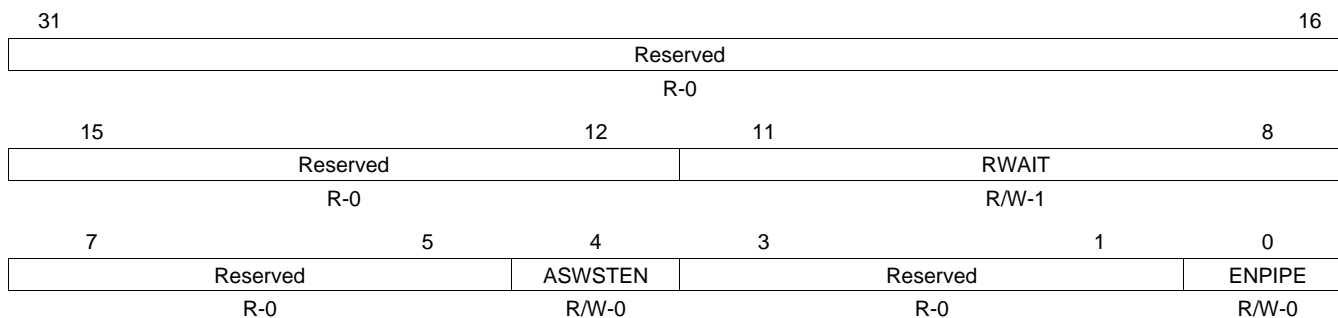 31 16
Reserved
R-0
15 12 11 8
Reserved RWAIT
R-0 R/W-1
7 5 4 3 1 0
Reserved ASWSTEN Reserved ENPIPE
R-0 R/W-0 R-0 R/W-0